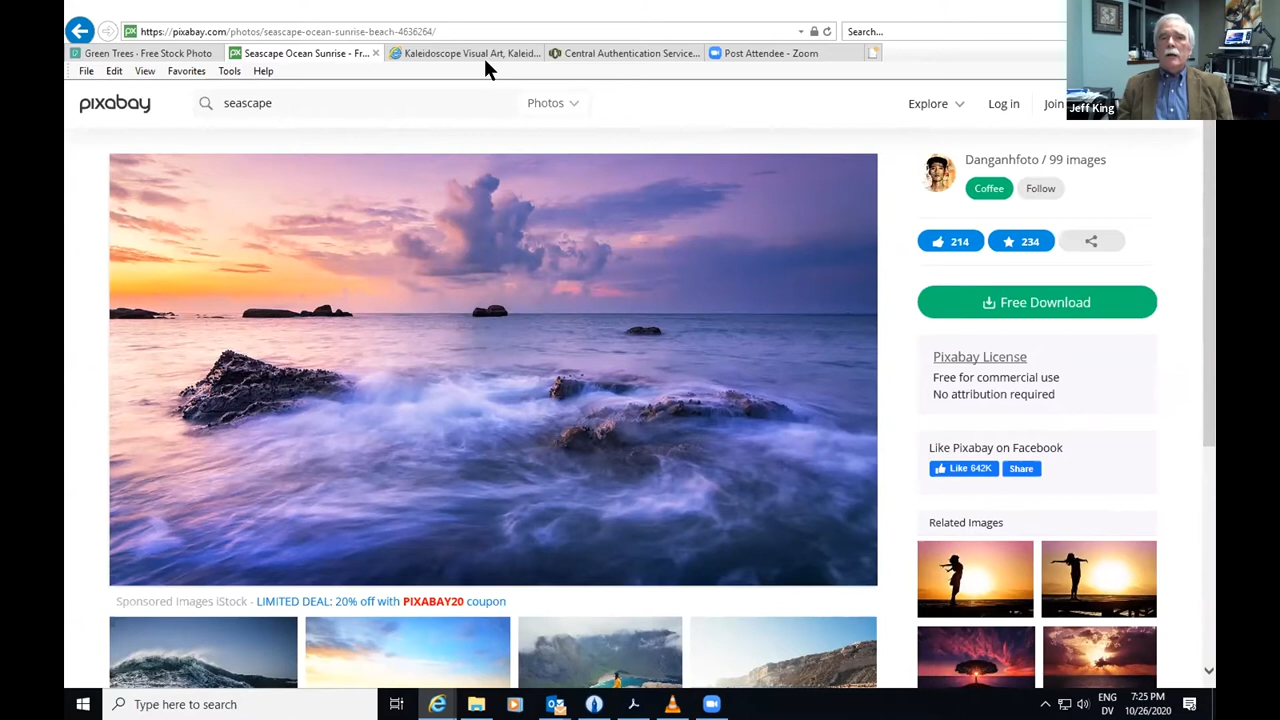 https://pixabay.com/photos/seascape-ocean-sunrise-beach-4636264/
Search...
Green Trees · Free Stock Photo
Seascape Ocean Sunrise - Fr...
Kaleidoscope Visual Art, Kaleid...
Central Authentication Service...
Post Attendee - Zoom
File Edit View Favorites Tools Help
Jeff King
pixabay
seascape
Photos
Explore
Log in
Join
Danganhfoto / 99 images
Coffee
Follow
214
234
Free Download
Pixabay License
Free for commercial use
No attribution required
Like Pixabay on Facebook
Like 642K
Share
Related Images
Sponsored Images iStock - LIMITED DEAL: 20% off with PIXABAY20 coupon
Type here to search
ENG
DV
7:25 PM
10/26/2020